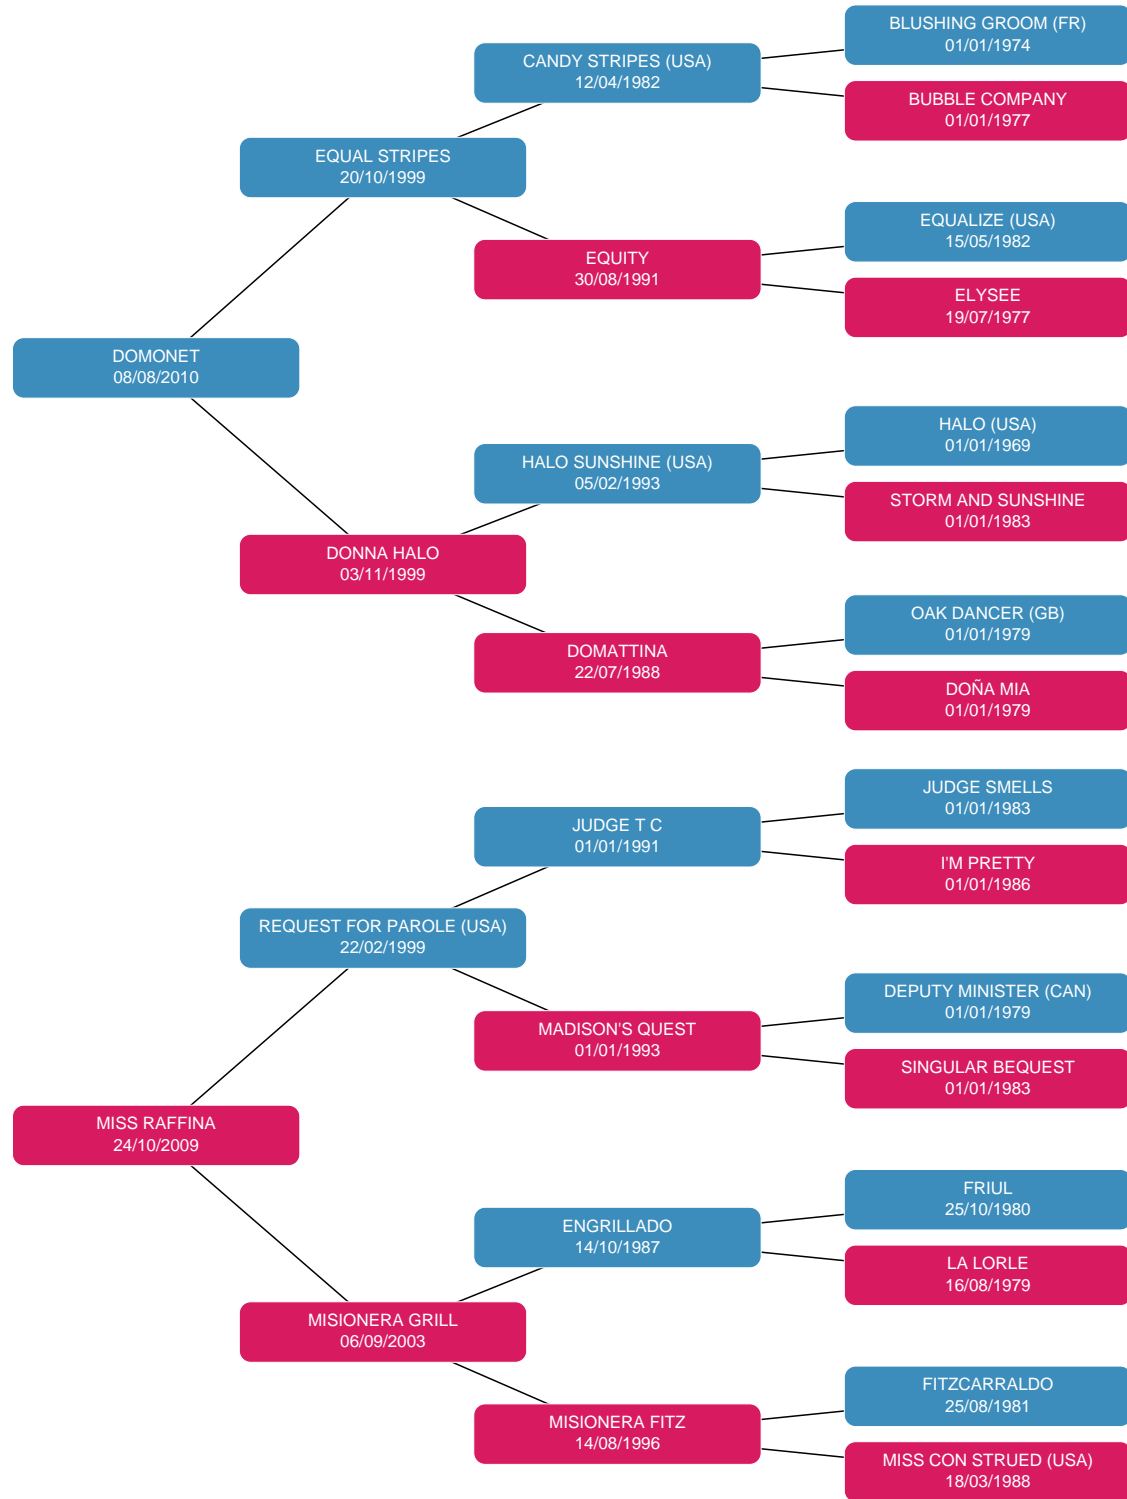 BLUSHING GROOM (FR)
01/01/1974
CANDY STRIPES (USA)
12/04/1982
BUBBLE COMPANY
01/01/1977
EQUAL STRIPES
20/10/1999
EQUALIZE (USA)
15/05/1982
EQUITY
30/08/1991
ELYSEE
19/07/1977
DOMONET
08/08/2010
HALO (USA)
01/01/1969
HALO SUNSHINE (USA)
05/02/1993
STORM AND SUNSHINE
01/01/1983
DONNA HALO
03/11/1999
OAK DANCER (GB)
01/01/1979
DOMATTINA
22/07/1988
DOÑA MIA
01/01/1979
JUDGE SMELLS
01/01/1983
JUDGE T C
01/01/1991
I'M PRETTY
01/01/1986
REQUEST FOR PAROLE (USA)
22/02/1999
DEPUTY MINISTER (CAN)
01/01/1979
MADISON'S QUEST
01/01/1993
SINGULAR BEQUEST
01/01/1983
MISS RAFFINA
24/10/2009
FRIUL
25/10/1980
ENGRILLADO
14/10/1987
LA LORLE
16/08/1979
MISIONERA GRILL
06/09/2003
FITZCARRALDO
25/08/1981
MISIONERA FITZ
14/08/1996
MISS CON STRUED (USA)
18/03/1988